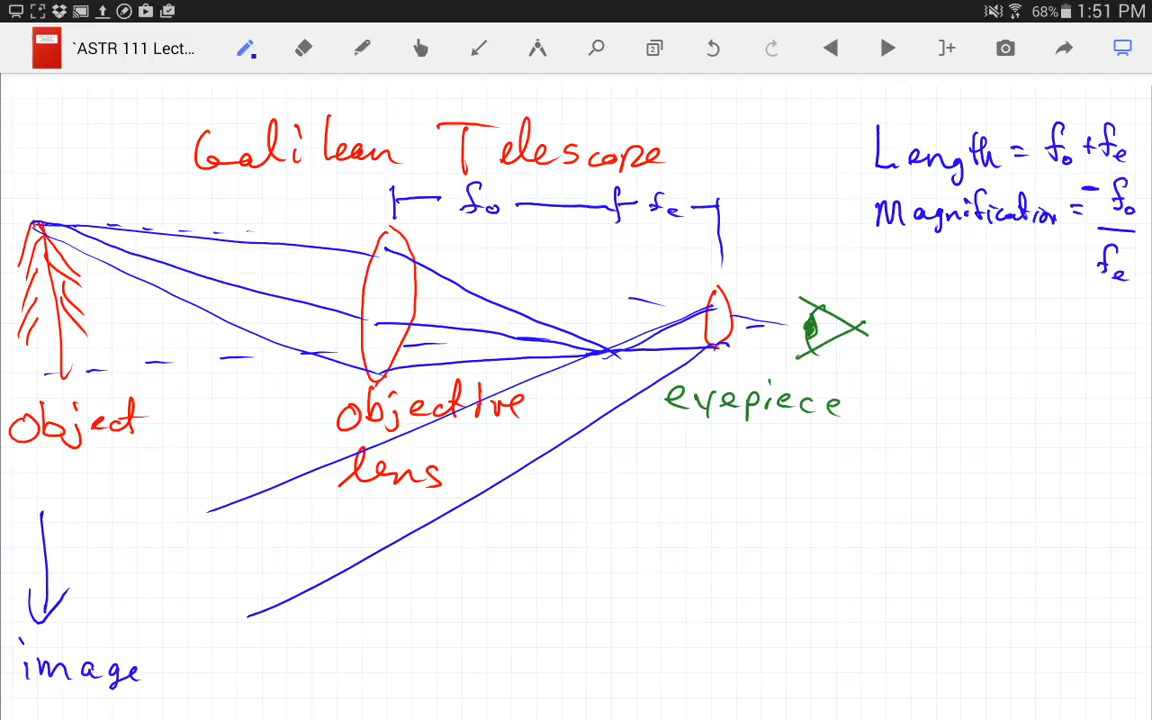 68% 1:51 PM
`ASTR 111 Lect...
2
Galilean Telescope
Length = fo + fe
Magnification = -fo/fe
fo fe
object
objective
lens
eyepiece
image